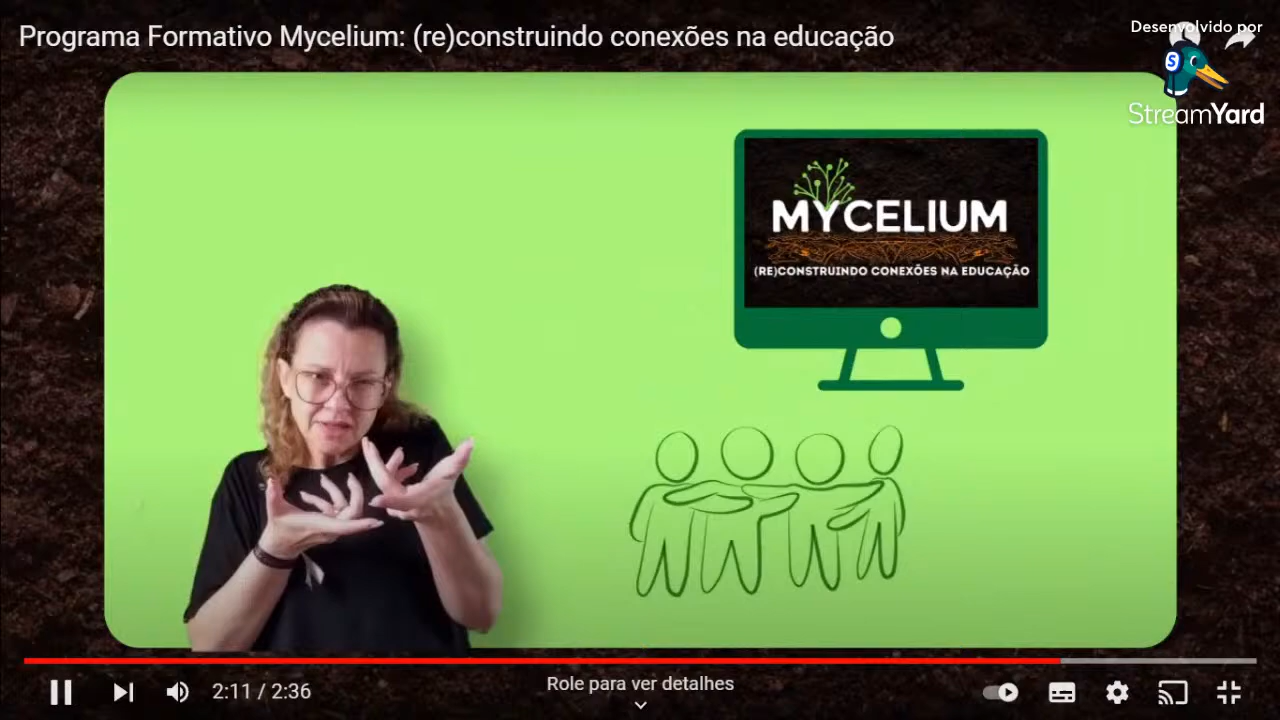 Programa Formativo Mycelium: (re)construindo conexões na educação
Desenvolvido por
S
StreamYard
MYCELIUM
(RE)CONSTRUINDO CONEXÕES NA EDUCAÇÃO
2:11 / 2:36
Role para ver detalhes